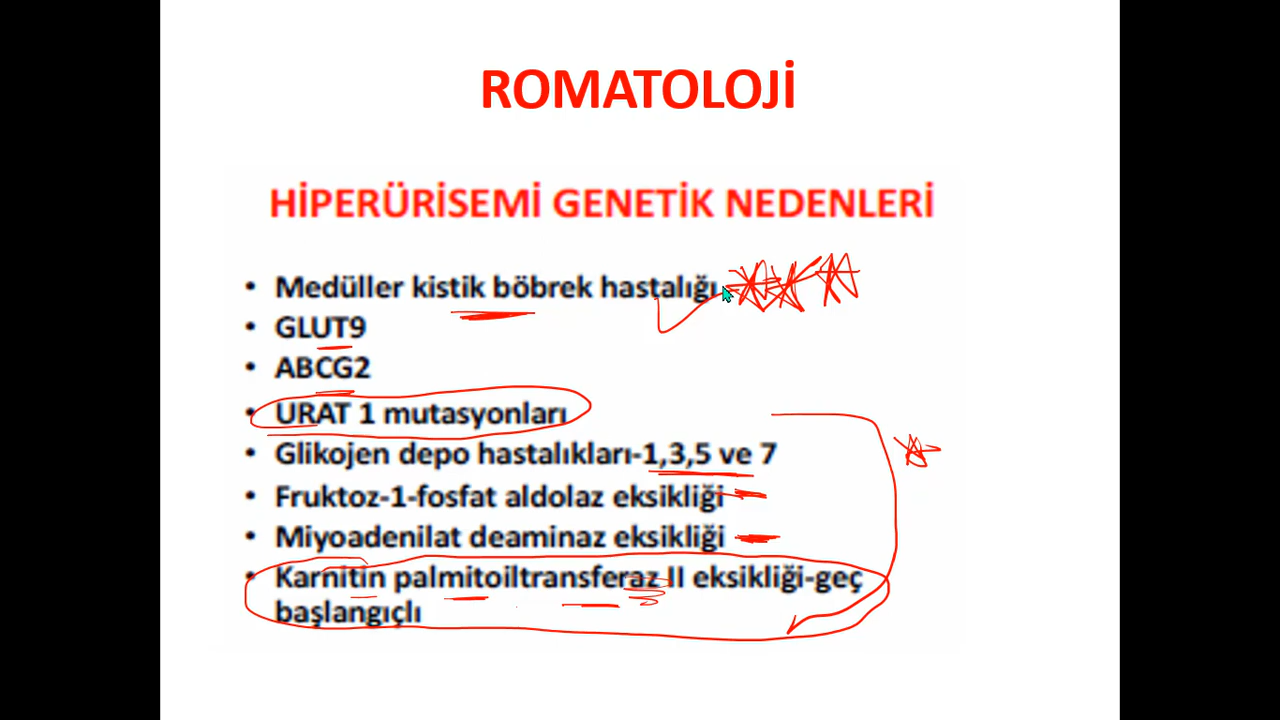 ROMATOLOJİ
HİPERÜRİSEMİ GENETİK NEDENLERİ
• Medüller kistik böbrek hastalığı
• GLUT9
• ABCG2
• URAT 1 mutasyonları
• Glikojen depo hastalıkları-1,3,5 ve 7
• Fruktoz-1-fosfat aldolaz eksikliği
• Miyoadenilat deaminaz eksikliği
• Karnitin palmitoiltransferaz II eksikliği-geç
başlangıçlı